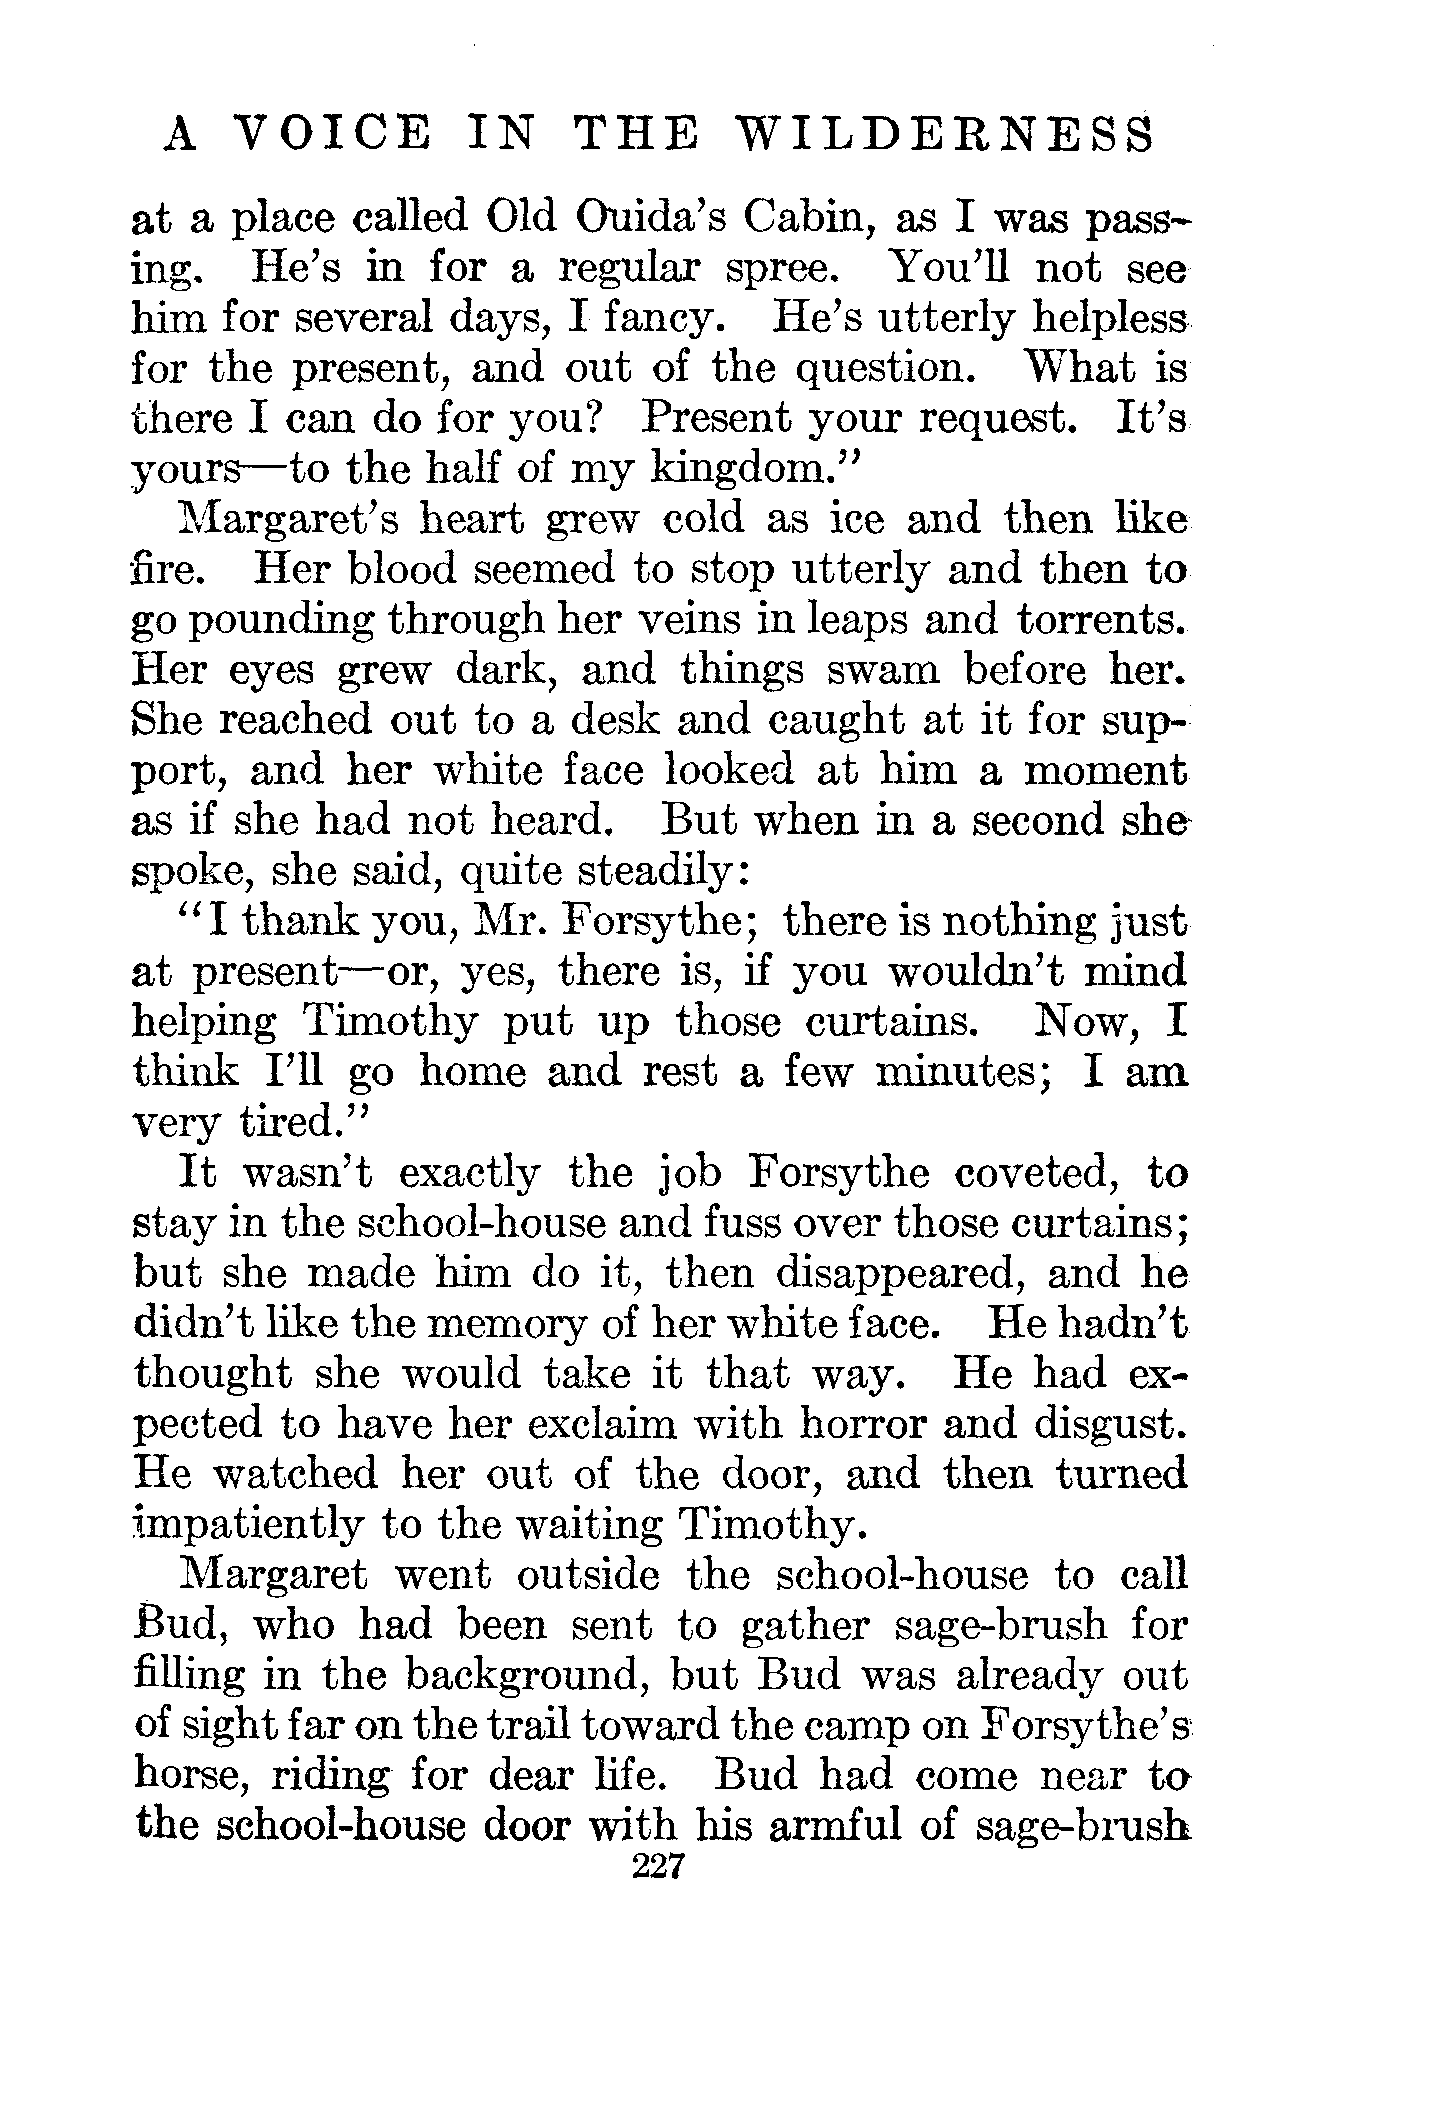 A VOICE IN THE WILDERNESS
at a place called Old Ouida's Cabin, as I was pass-
ing. He's in for a regular spree. You'll not see
him for several days, I fancy. He's utterly helpless
for the present, and out of the question. What is
there I can do for you? Present your request. It's
yours—to the half of my kingdom."
Margaret's heart grew cold as ice and then like
fire. Her blood seemed to stop utterly and then to
go pounding through her veins in leaps and torrents.
Her eyes grew dark, and things swam before her.
She reached out to a desk and caught at it for sup-
port, and her white face looked at him a moment
as if she had not heard. But when in a second she
spoke, she said, quite steadily:
"I thank you, Mr. Forsythe; there is nothing just
at present—or, yes, there is, if you wouldn't mind
helping Timothy put up those curtains. Now, I
think I'll go home and rest a few minutes; I am
very tired."
It wasn't exactly the job Forsythe coveted, to
stay in the school-house and fuss over those curtains;
but she made him do it, then disappeared, and he
didn't like the memory of her white face. He hadn't
thought she would take it that way. He had ex-
pected to have her exclaim with horror and disgust.
He watched her out of the door, and then turned
impatiently to the waiting Timothy.
Margaret went outside the school-house to call
Bud, who had been sent to gather sage-brush for
filling in the background, but Bud was already out
of sight far on the trail toward the camp on Forsythe's
horse, riding for dear life. Bud had come near to
the school-house door with his armful of sage-brush
227